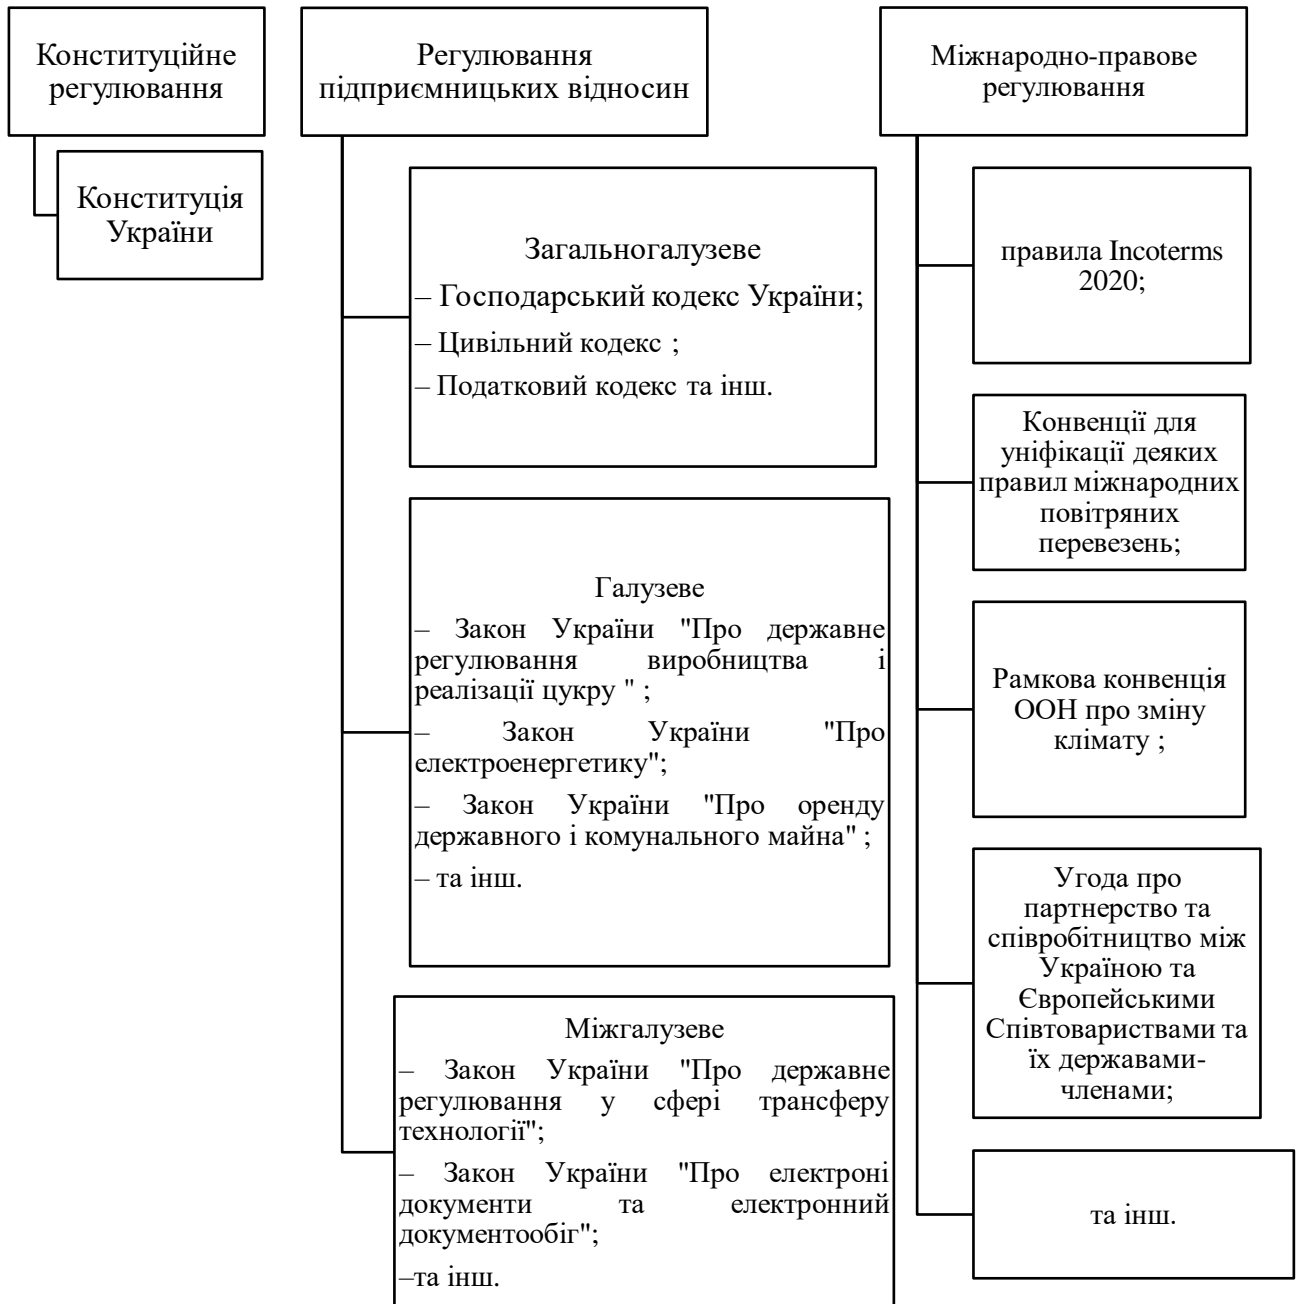 Конституційне
регулювання
Конституція
України
Регулювання
підприємницьких відносин
Загальногалузеве
– Господарський кодекс України;
– Цивільний кодекс ;
– Податковий кодекс та інш.
Галузеве
– Закон України "Про державне
регулювання виробництва і
реалізації цукру " ;
– Закон України "Про
електроенергетику";
– Закон України "Про оренду
державного і комунального майна" ;
– та інш.
Міжгалузеве
– Закон України "Про державне
регулювання у сфері трансферу
технології";
– Закон України "Про електроні
документи та електронний
документообіг";
–та інш.
Міжнародно-правове
регулювання
правила Incoterms
2020;
Конвенції для
уніфікації деяких
правил міжнародних
повітряних
перевезень;
Рамкова конвенція
ООН про зміну
клімату ;
Угода про
партнерство та
співробітництво між
Україною та
Європейськими
Співтовариствами та
їх державами-
членами;
та інш.